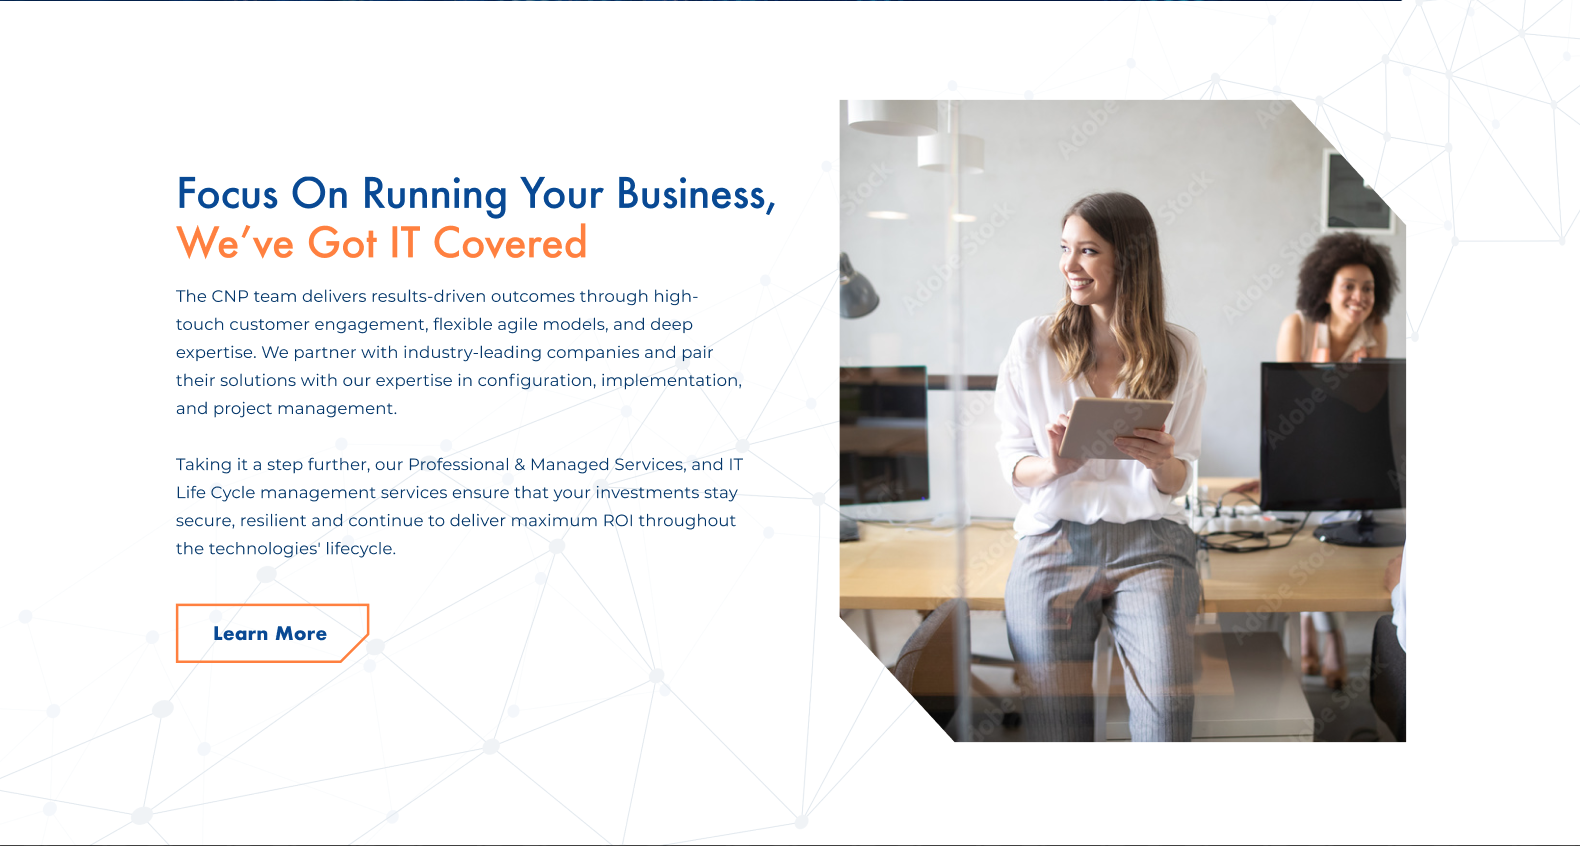 Focus On Running Your Business,
We’ve Got IT Covered
The CNP team delivers results-driven outcomes through high-
touch customer engagement, flexible agile models, and deep
expertise. We partner with industry-leading companies and pair
their solutions with our expertise in configuration, implementation,
and project management.
Taking it a step further, our Professional & Managed Services, and IT
Life Cycle management services ensure that your investments stay
secure, resilient and continue to deliver maximum ROI throughout
the technologies' lifecycle.
Learn More
Adobe Stock